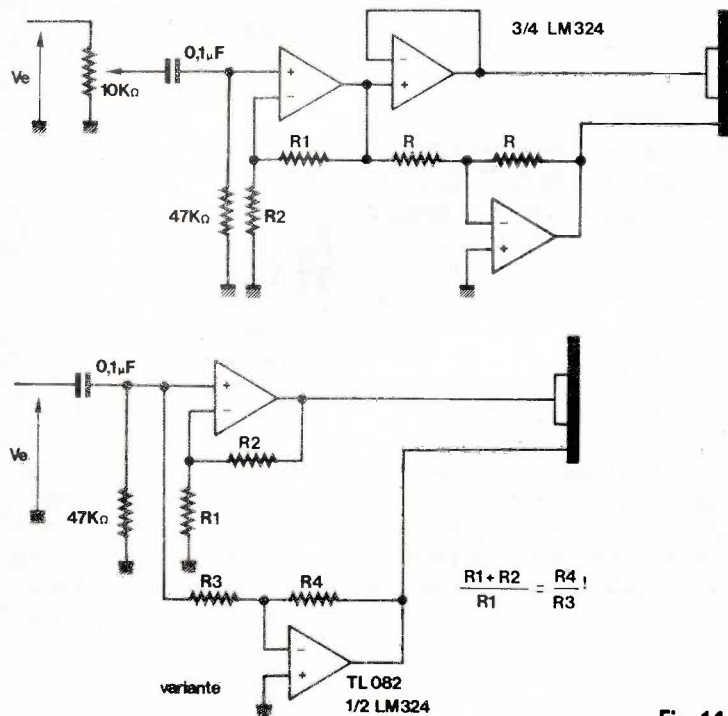 3/4 LM324
0,1µF
+
-
-
+
Ve
10KΩ
R1
R
R
47KΩ
R2
-
+
0,1µF
+
-
Ve
R2
47KΩ
R1
R3
R4
R1+R2
R1
=
R4
R3
!
-
+
variante
TL082
1/2 LM324